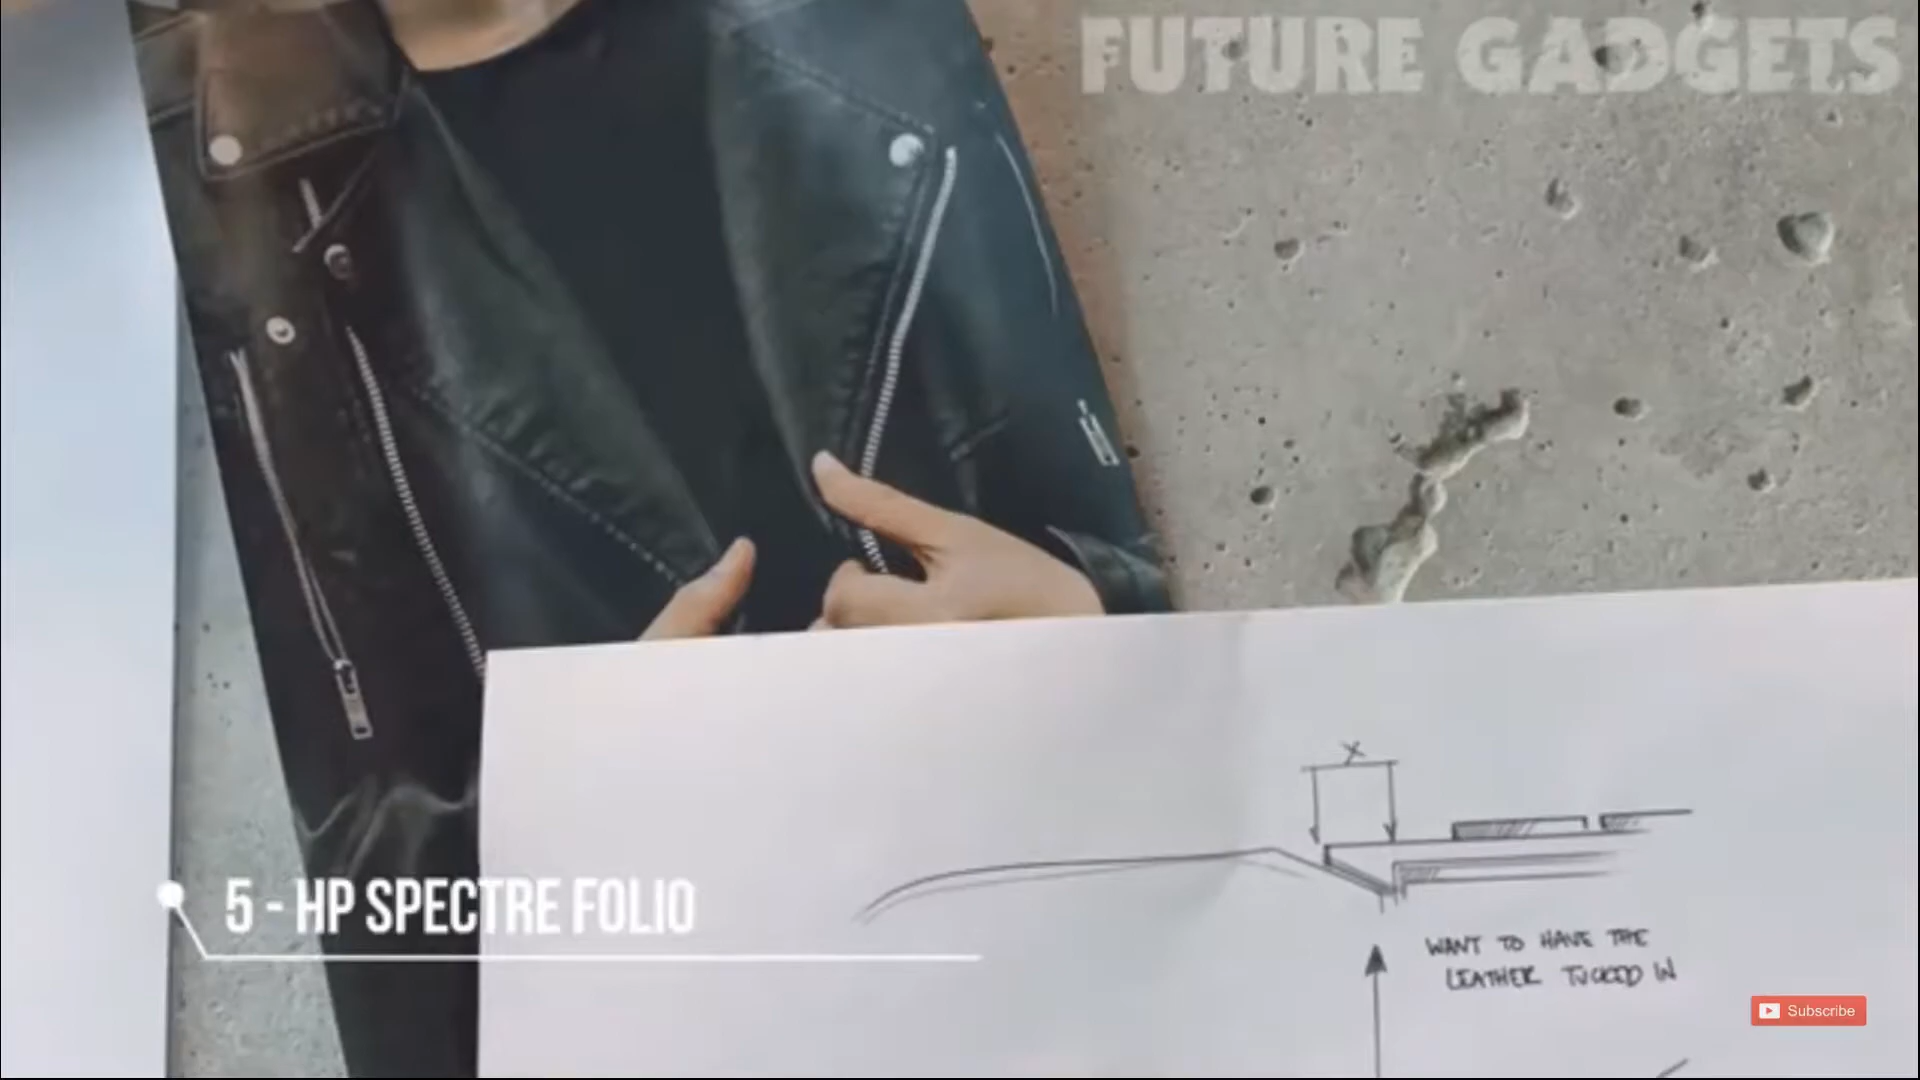 FUTURE GADGETS
X
5 - HP SPECTRE FOLIO
WANT TO HAVE THE
LEATHER TUCKED IN
Subscribe